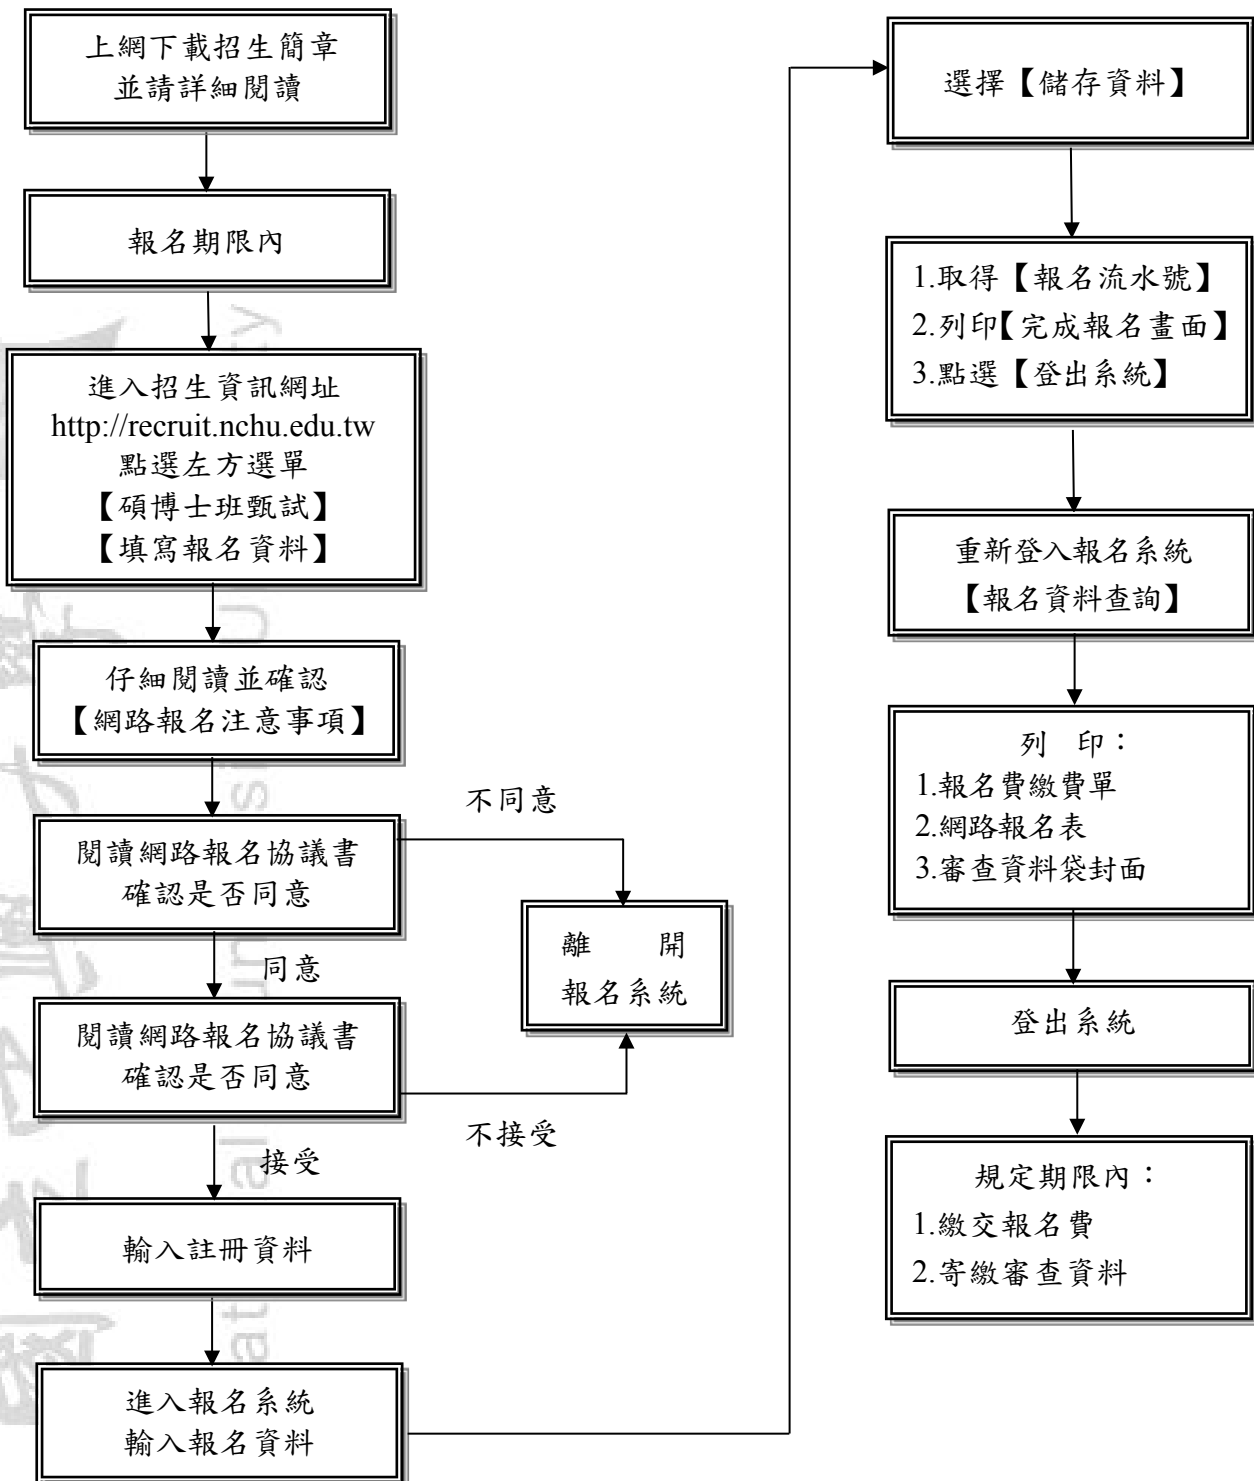 上網下載招生簡章
並請詳細閱讀
報名期限內
進入招生資訊網址
http://recruit.nchu.edu.tw
點選左方選單
【碩博士班甄試】
【填寫報名資料】
仔細閱讀並確認
【網路報名注意事項】
閱讀網路報名協議書
確認是否同意
不同意
離 開
報名系統
同意
閱讀網路報名協議書
確認是否同意
不接受
接受
輸入註冊資料
進入報名系統
輸入報名資料
選擇【儲存資料】
1.取得【報名流水號】
2.列印【完成報名畫面】
3.點選【登出系統】
重新登入報名系統
【報名資料查詢】
列 印：
1.報名費繳費單
2.網路報名表
3.審查資料袋封面
登出系統
規定期限內：
1.繳交報名費
2.寄繳審查資料